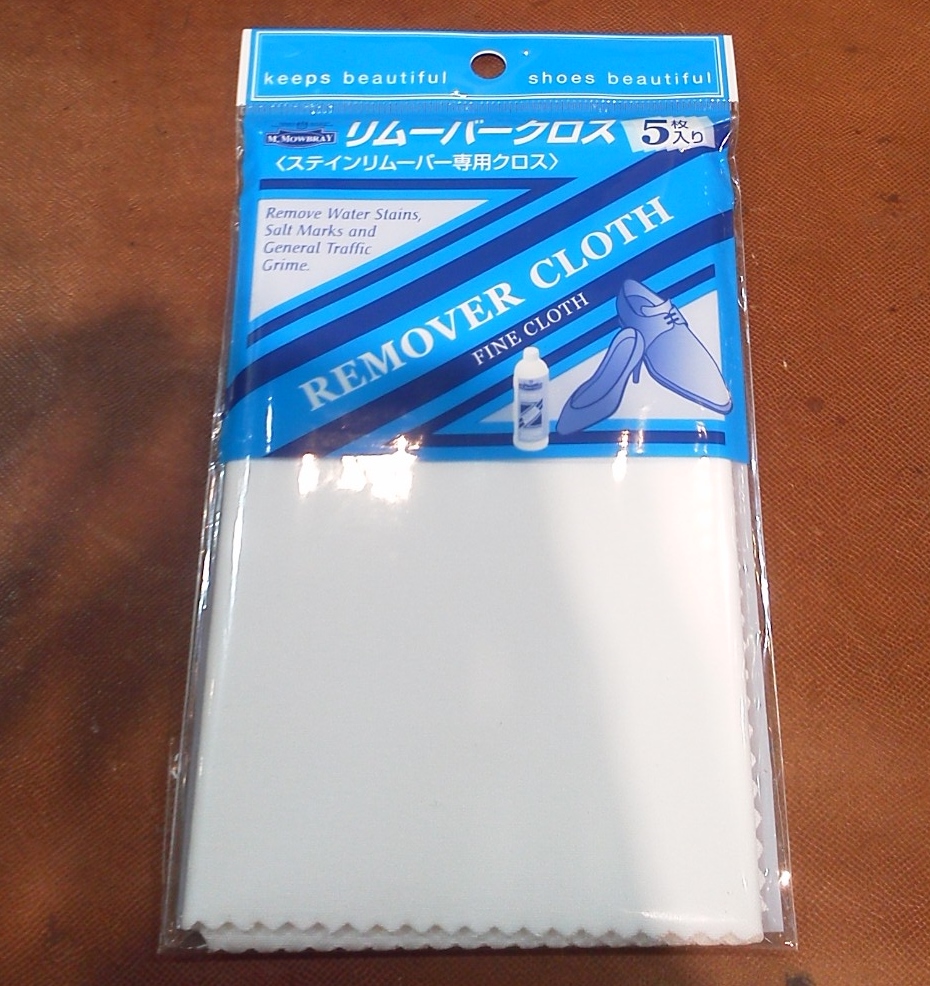 keeps beautiful shoes beautiful
M. MOWBRAY
リムーバークロス
5枚入り
〈ステインリムーバー専用クロス〉
Remove Water Stains,
Salt Marks and
General Traffic
Grime.
REMOVER CLOTH
FINE CLOTH